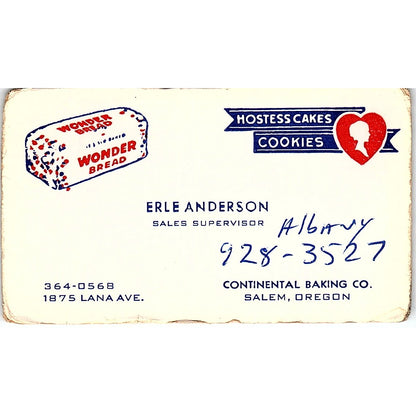 WONDER
BREAD
WONDER
BREAD
HOSTESS CAKES
COOKIES
ERLE ANDERSON
SALES SUPERVISOR
Albany
928-3527
364-0568
1875 LANA AVE.
CONTINENTAL BAKING CO.
SALEM, OREGON